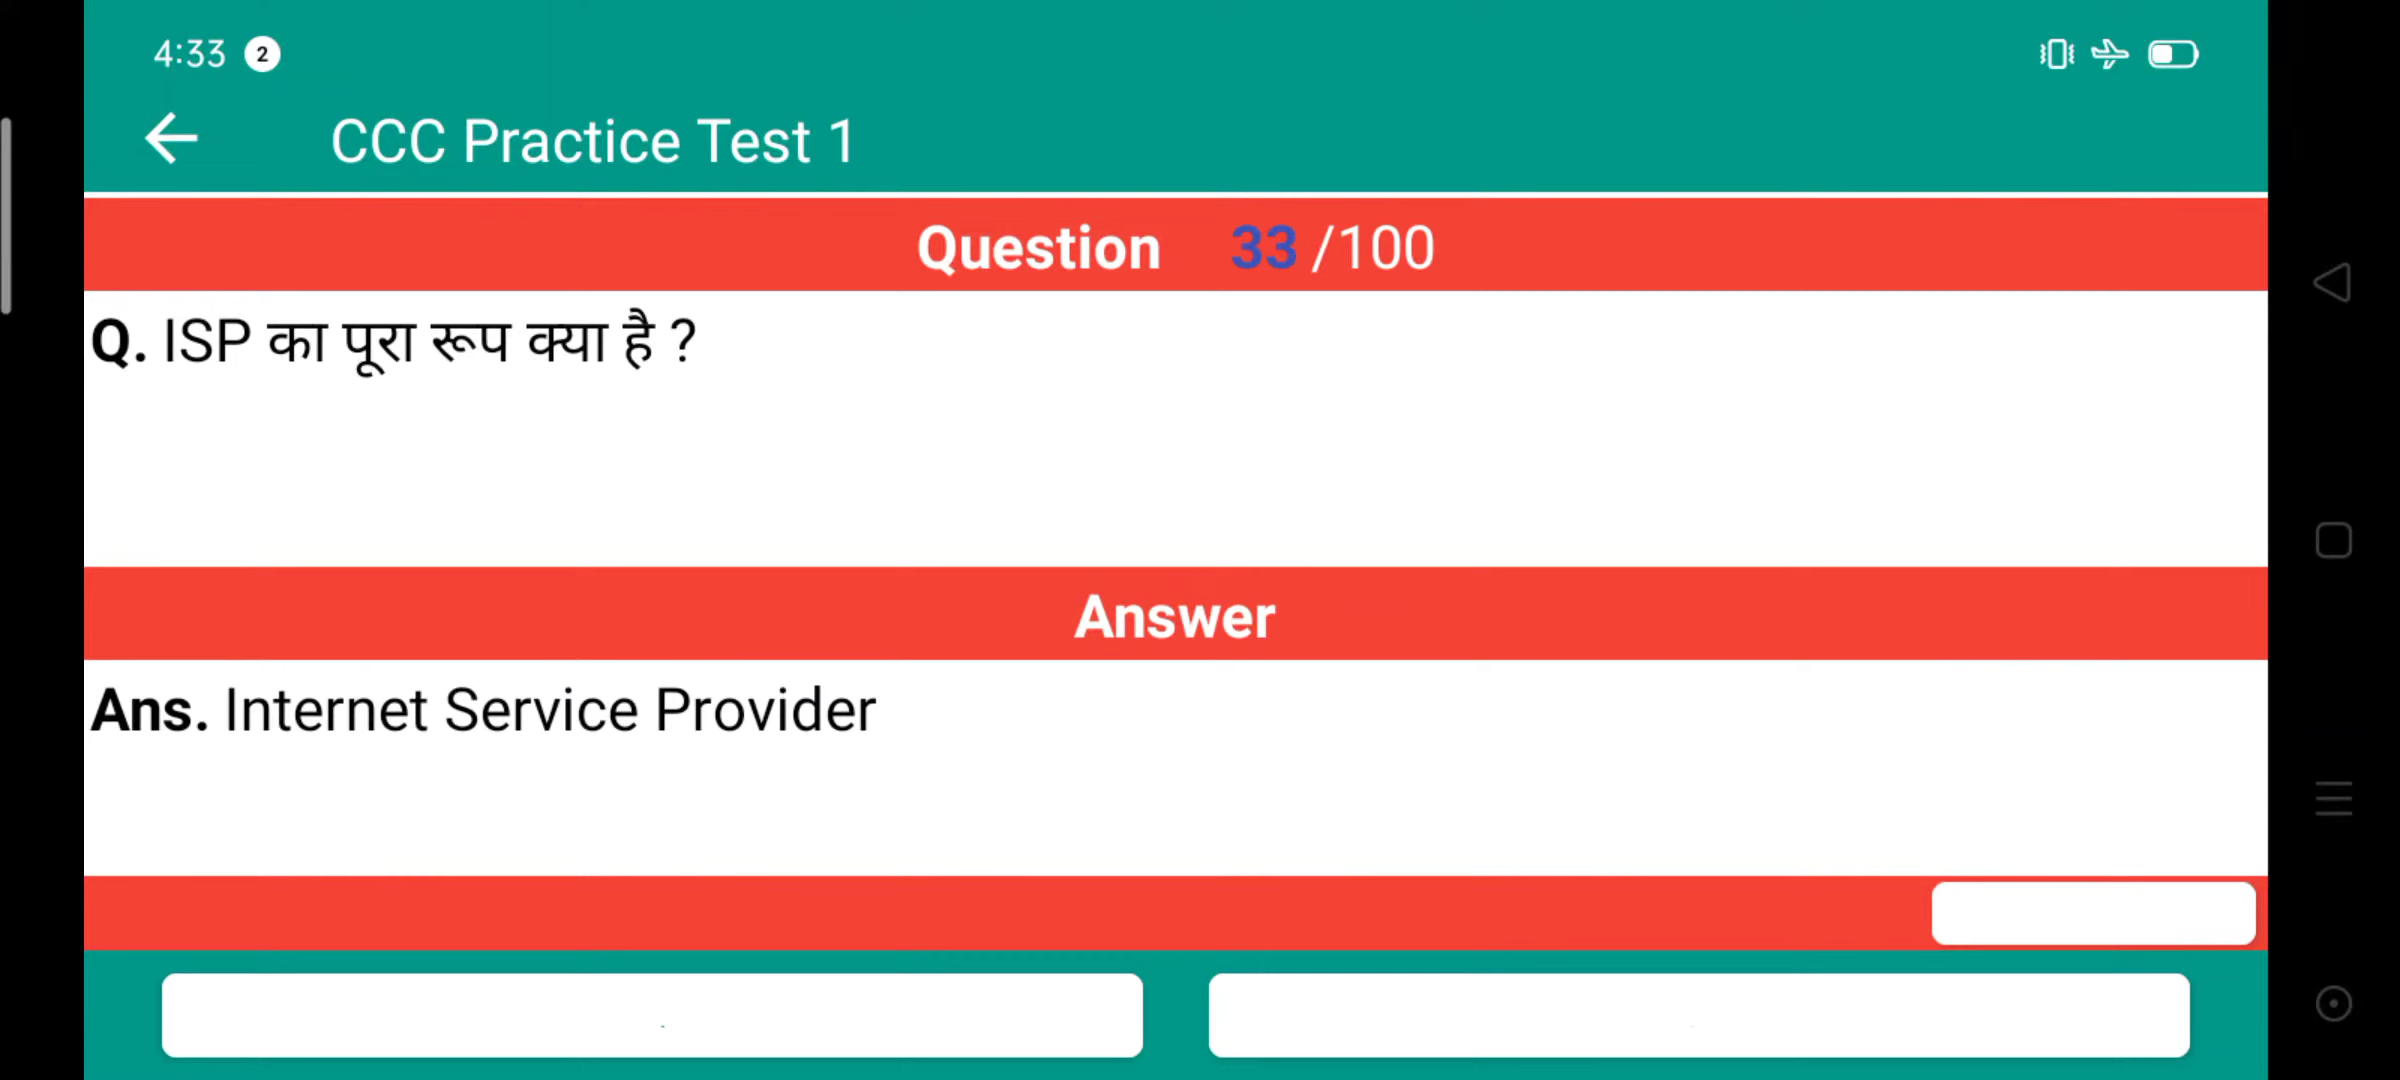 4:33 2
CCC Practice Test 1
Question 33 /100
Q. ISP का पूरा रूप क्या है ?
Answer
Ans. Internet Service Provider